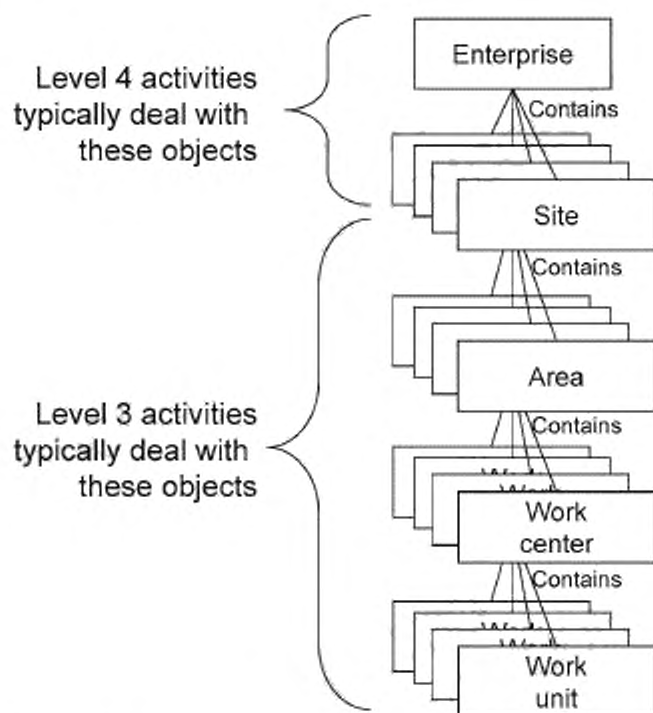 Level 4 activities
typically deal with
these objects
Enterprise
Contains
Site
Contains
Level 3 activities
typically deal with
these objects
Area
Contains
Work
center
Contains
Work
unit